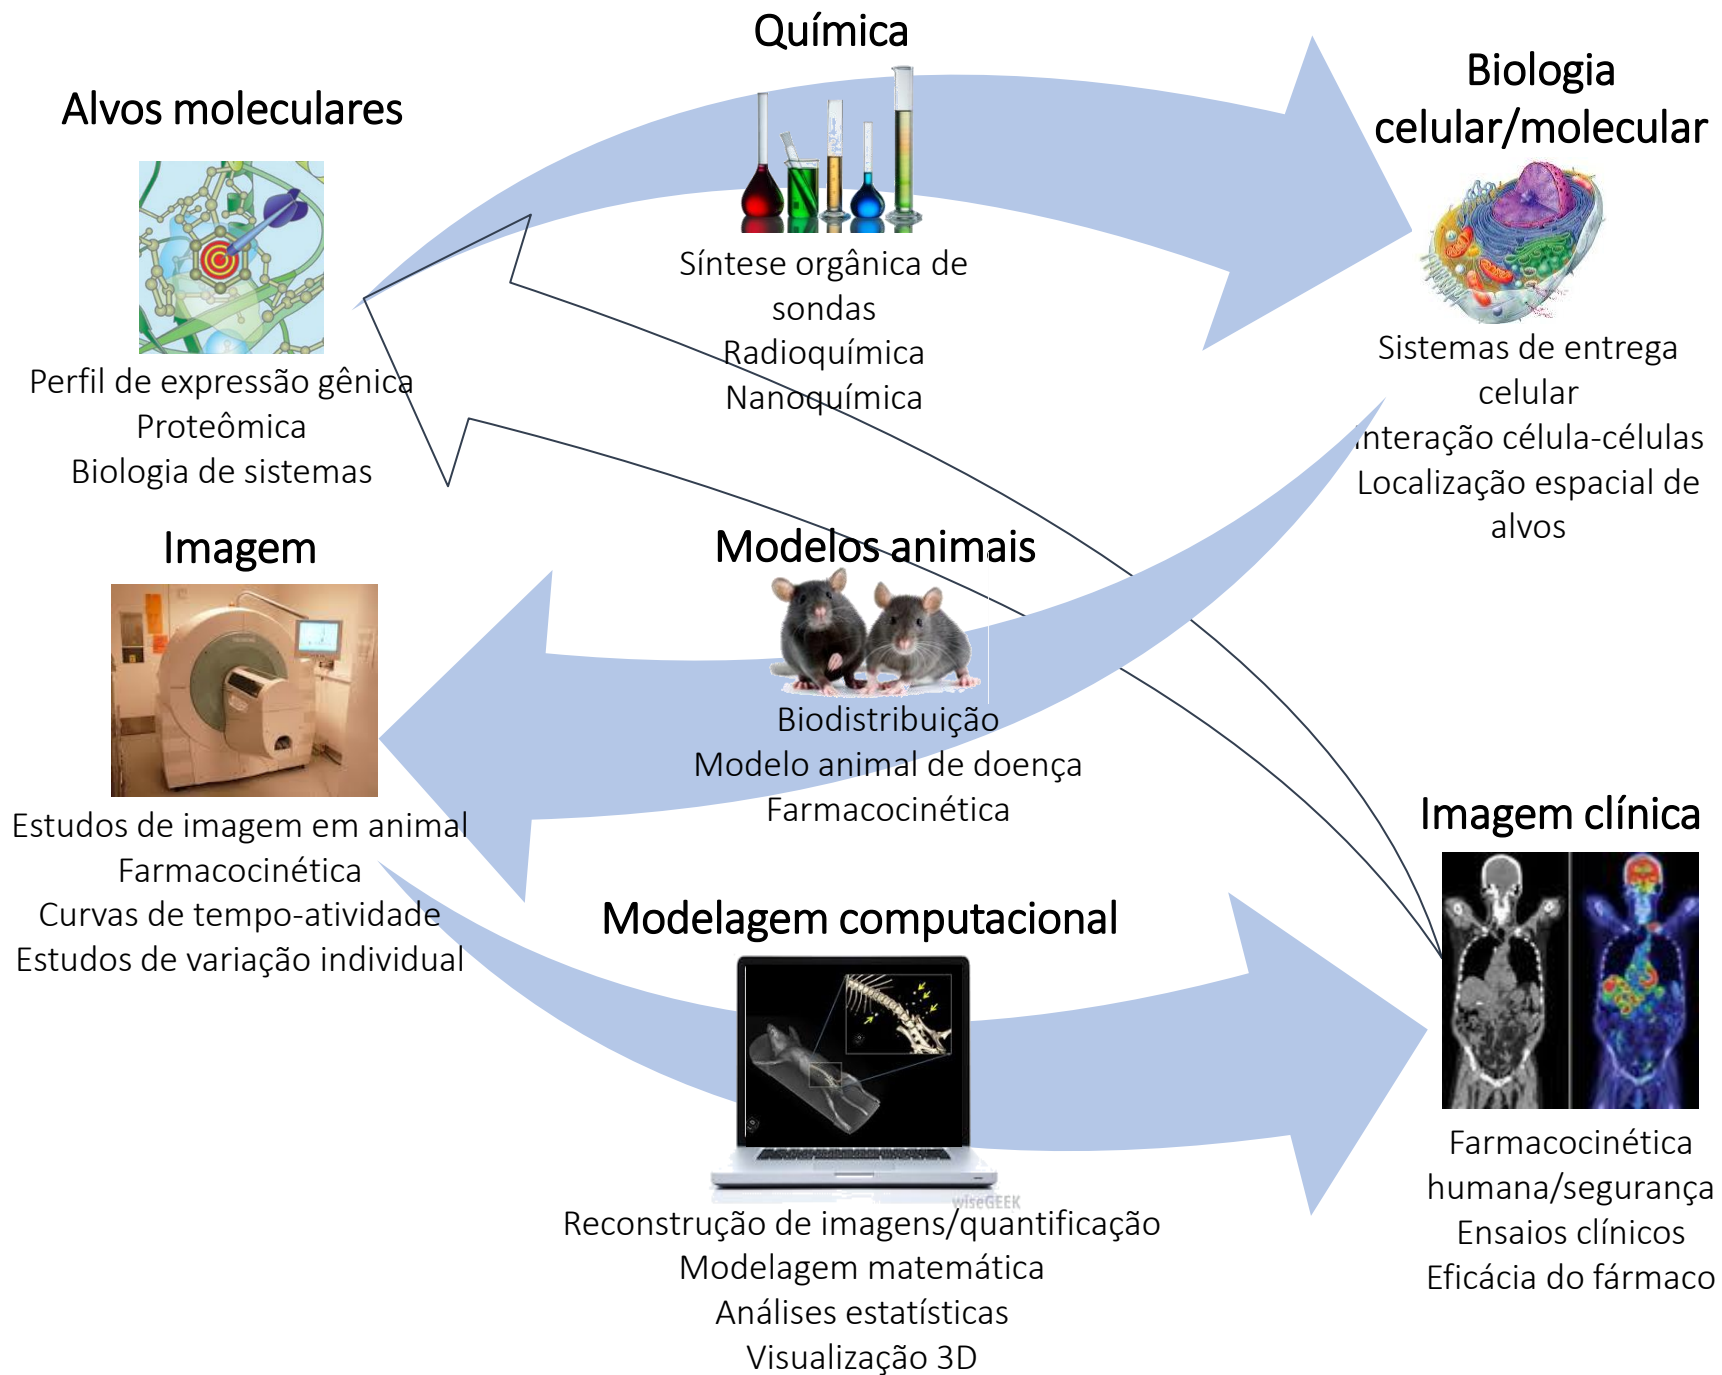 Química
Alvos moleculares
Biologia
celular/molecular
Síntese orgânica de
sondas
Radioquímica
Nanoquímica
Perfil de expressão gênica
Proteômica
Biologia de sistemas
Sistemas de entrega
celular
Interação célula-células
Localização espacial de
alvos
Imagem
Modelos animais
Biodistribuição
Modelo animal de doença
Farmacocinética
Estudos de imagem em animal
Farmacocinética
Curvas de tempo-atividade
Estudos de variação individual
Modelagem computacional
wiseGEEK
Reconstrução de imagens/quantificação
Modelagem matemática
Análises estatísticas
Visualização 3D
Imagem clínica
Farmacocinética
humana/segurança
Ensaios clínicos
Eficácia do fármaco